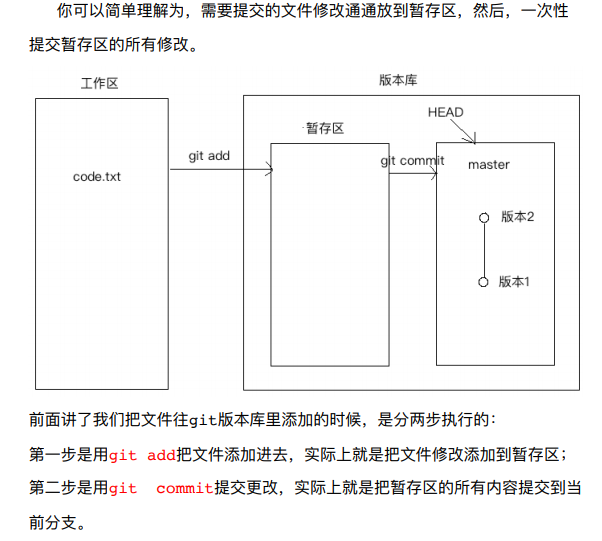 你可以简单理解为，需要提交的文件修改通通放到暂存区，然后，一次性
提交暂存区的所有修改。
工作区
版本库
HEAD
暂存区
git add
git commit
master
code.txt
版本2
版本1
前面讲了我们把文件往git版本库里添加的时候，是分两步执行的：
第一步是用git add把文件添加进去，实际上就是把文件修改添加到暂存区；
第二步是用git commit提交更改，实际上就是把暂存区的所有内容提交到当
前分支。